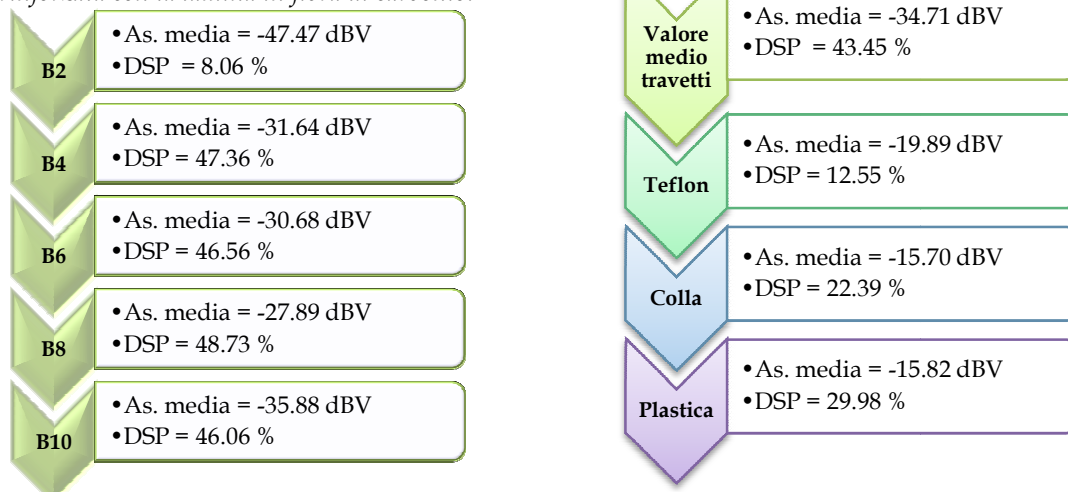 B2
•As. media = -47.47 dBV
•DSP = 8.06 %
B4
•As. media = -31.64 dBV
•DSP = 47.36 %
B6
•As. media = -30.68 dBV
•DSP = 46.56 %
B8
•As. media = -27.89 dBV
•DSP = 48.73 %
B10
•As. media = -35.88 dBV
•DSP = 46.06 %
Valore
medio
travetti
•As. media = -34.71 dBV
•DSP = 43.45 %
Teflon
•As. media = -19.89 dBV
•DSP = 12.55 %
Colla
•As. media = -15.70 dBV
•DSP = 22.39 %
Plastica
•As. media = -15.82 dBV
•DSP = 29.98 %